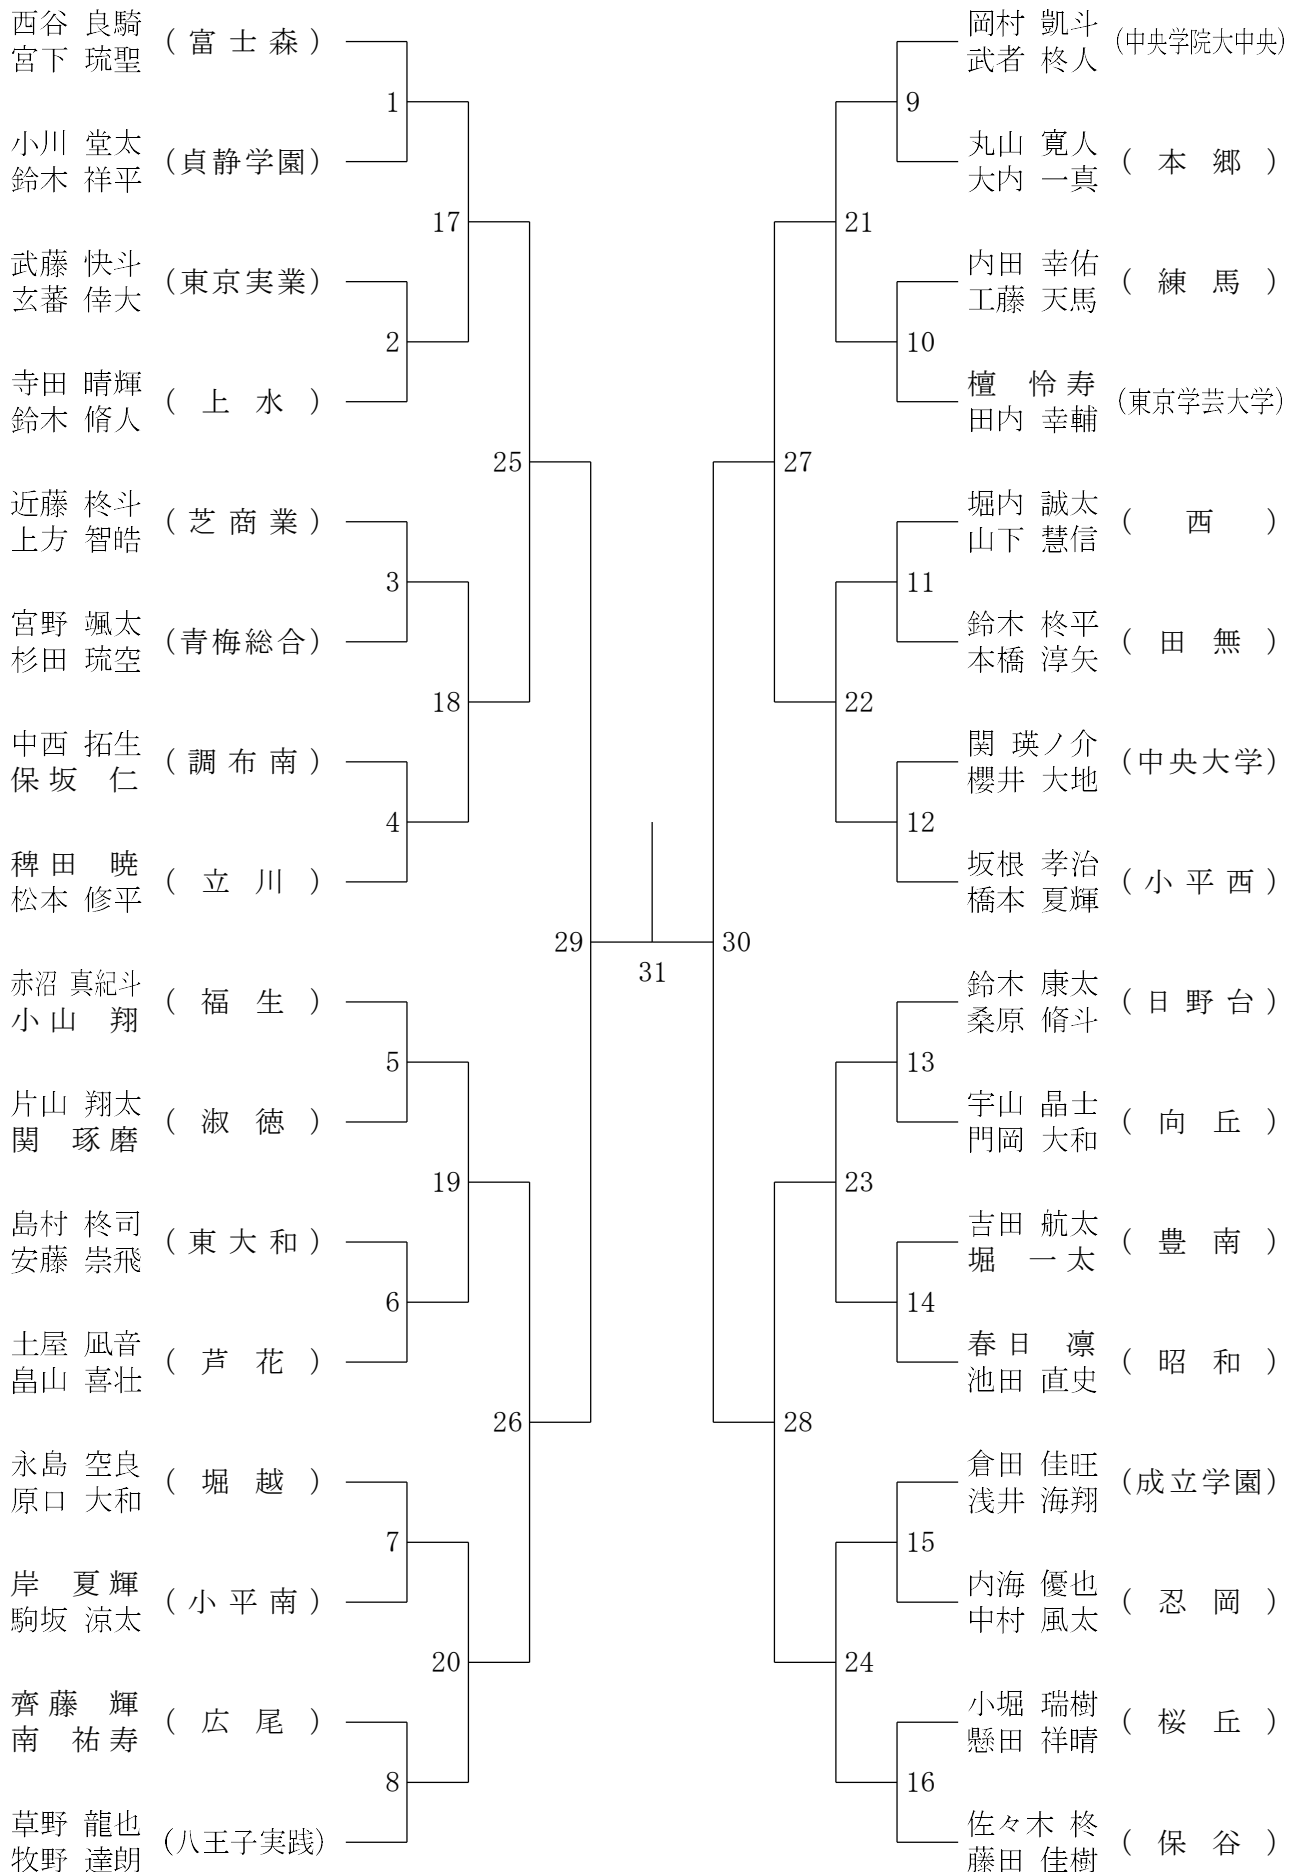 西谷 良騎
宮下 琉聖
(富士森)
小川 堂太
鈴木 祥平
(貞静学園)
1
武藤 快斗
玄蕃 倖大
(東京実業)
寺田 晴輝
鈴木 脩人
(上水)
2
17
近藤 柊斗
上方 智皓
(芝商業)
宮野 颯太
杉田 琉空
(青梅総合)
3
中西 拓生
保坂 仁
(調布南)
稗田 暁
松本 修平
(立川)
4
18
25
赤沼 真紀斗
小山 翔
(福生)
片山 翔太
関 琢磨
(淑徳)
5
島村 柊司
安藤 崇飛
(東大和)
土屋 凪音
畠山 喜壮
(芦花)
6
19
永島 空良
原口 大和
(堀越)
岸 夏輝
駒坂 涼太
(小平南)
7
齊藤 輝
南 祐寿
(広尾)
草野 龍也
牧野 達朗
(八王子実践)
8
20
26
29
31
岡村 凱斗
武者 柊人
(中央学院大中央)
丸山 寛人
大内 一真
(本郷)
9
内田 幸佑
工藤 天馬
(練馬)
檀 怜寿
田内 幸輔
(東京学芸大学)
10
21
堀内 誠太
山下 慧信
(西)
鈴木 柊平
本橋 淳矢
(田無)
11
関 瑛ノ介
櫻井 大地
(中央大学)
坂根 孝治
橋本 夏輝
(小平西)
12
22
27
鈴木 康太
桑原 脩斗
(日野台)
宇山 晶士
門岡 大和
(向丘)
13
吉田 航太
堀 一太
(豊南)
春日 凛
池田 直史
(昭和)
14
23
倉田 佳旺
浅井 海翔
(成立学園)
内海 優也
中村 風太
(忍岡)
15
小堀 瑞樹
懸田 祥晴
(桜丘)
佐々木 柊
藤田 佳樹
(保谷)
16
24
28
30